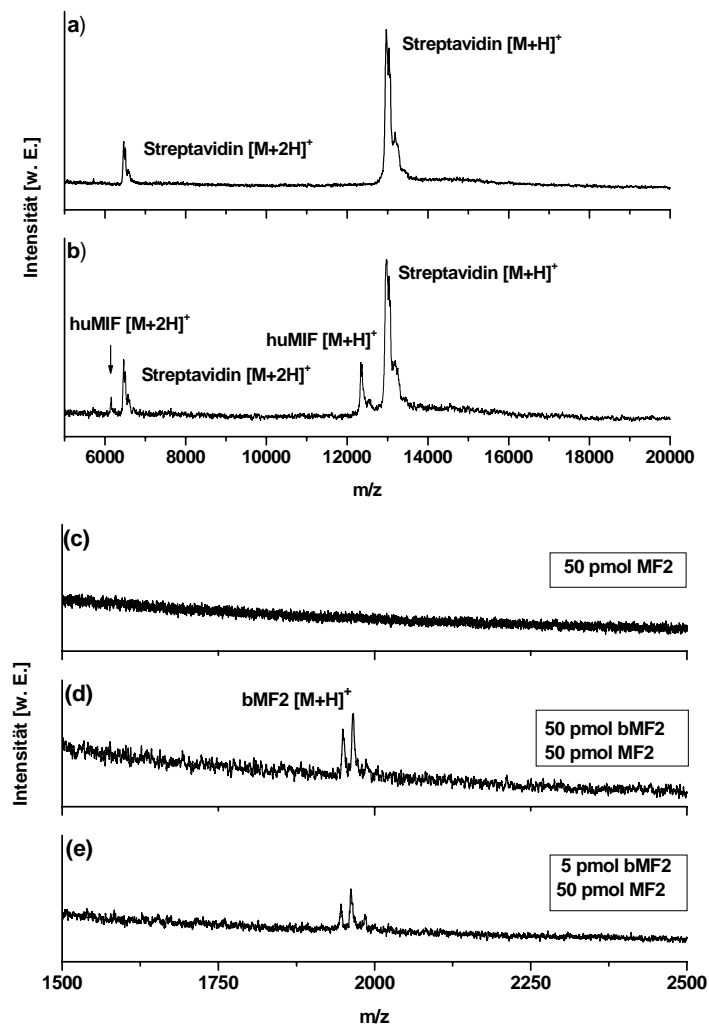 a)
Streptavidin [M+H]+
Streptavidin [M+2H]+
b)
Streptavidin [M+H]+
huMIF [M+2H]+
huMIF [M+H]+
Streptavidin [M+2H]+
Intensität [w. E.]
6000 8000 10000 12000 14000 16000 18000 20000
m/z
(c)
50 pmol MF2
(d)
bMF2 [M+H]+
50 pmol bMF2
50 pmol MF2
(e)
5 pmol bMF2
50 pmol MF2
Intensität [w. E.]
1500 1750 2000 2250 2500
m/z